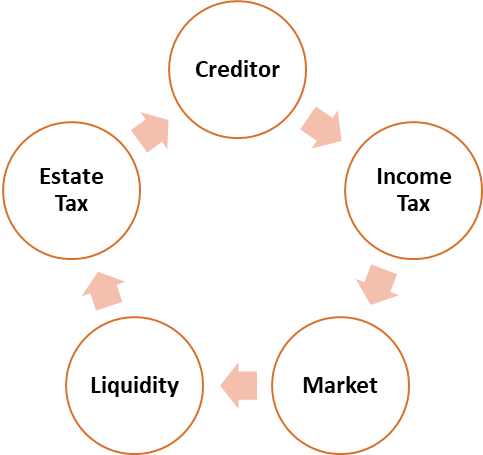 Creditor
Income
Tax
Market
Liquidity
Estate
Tax